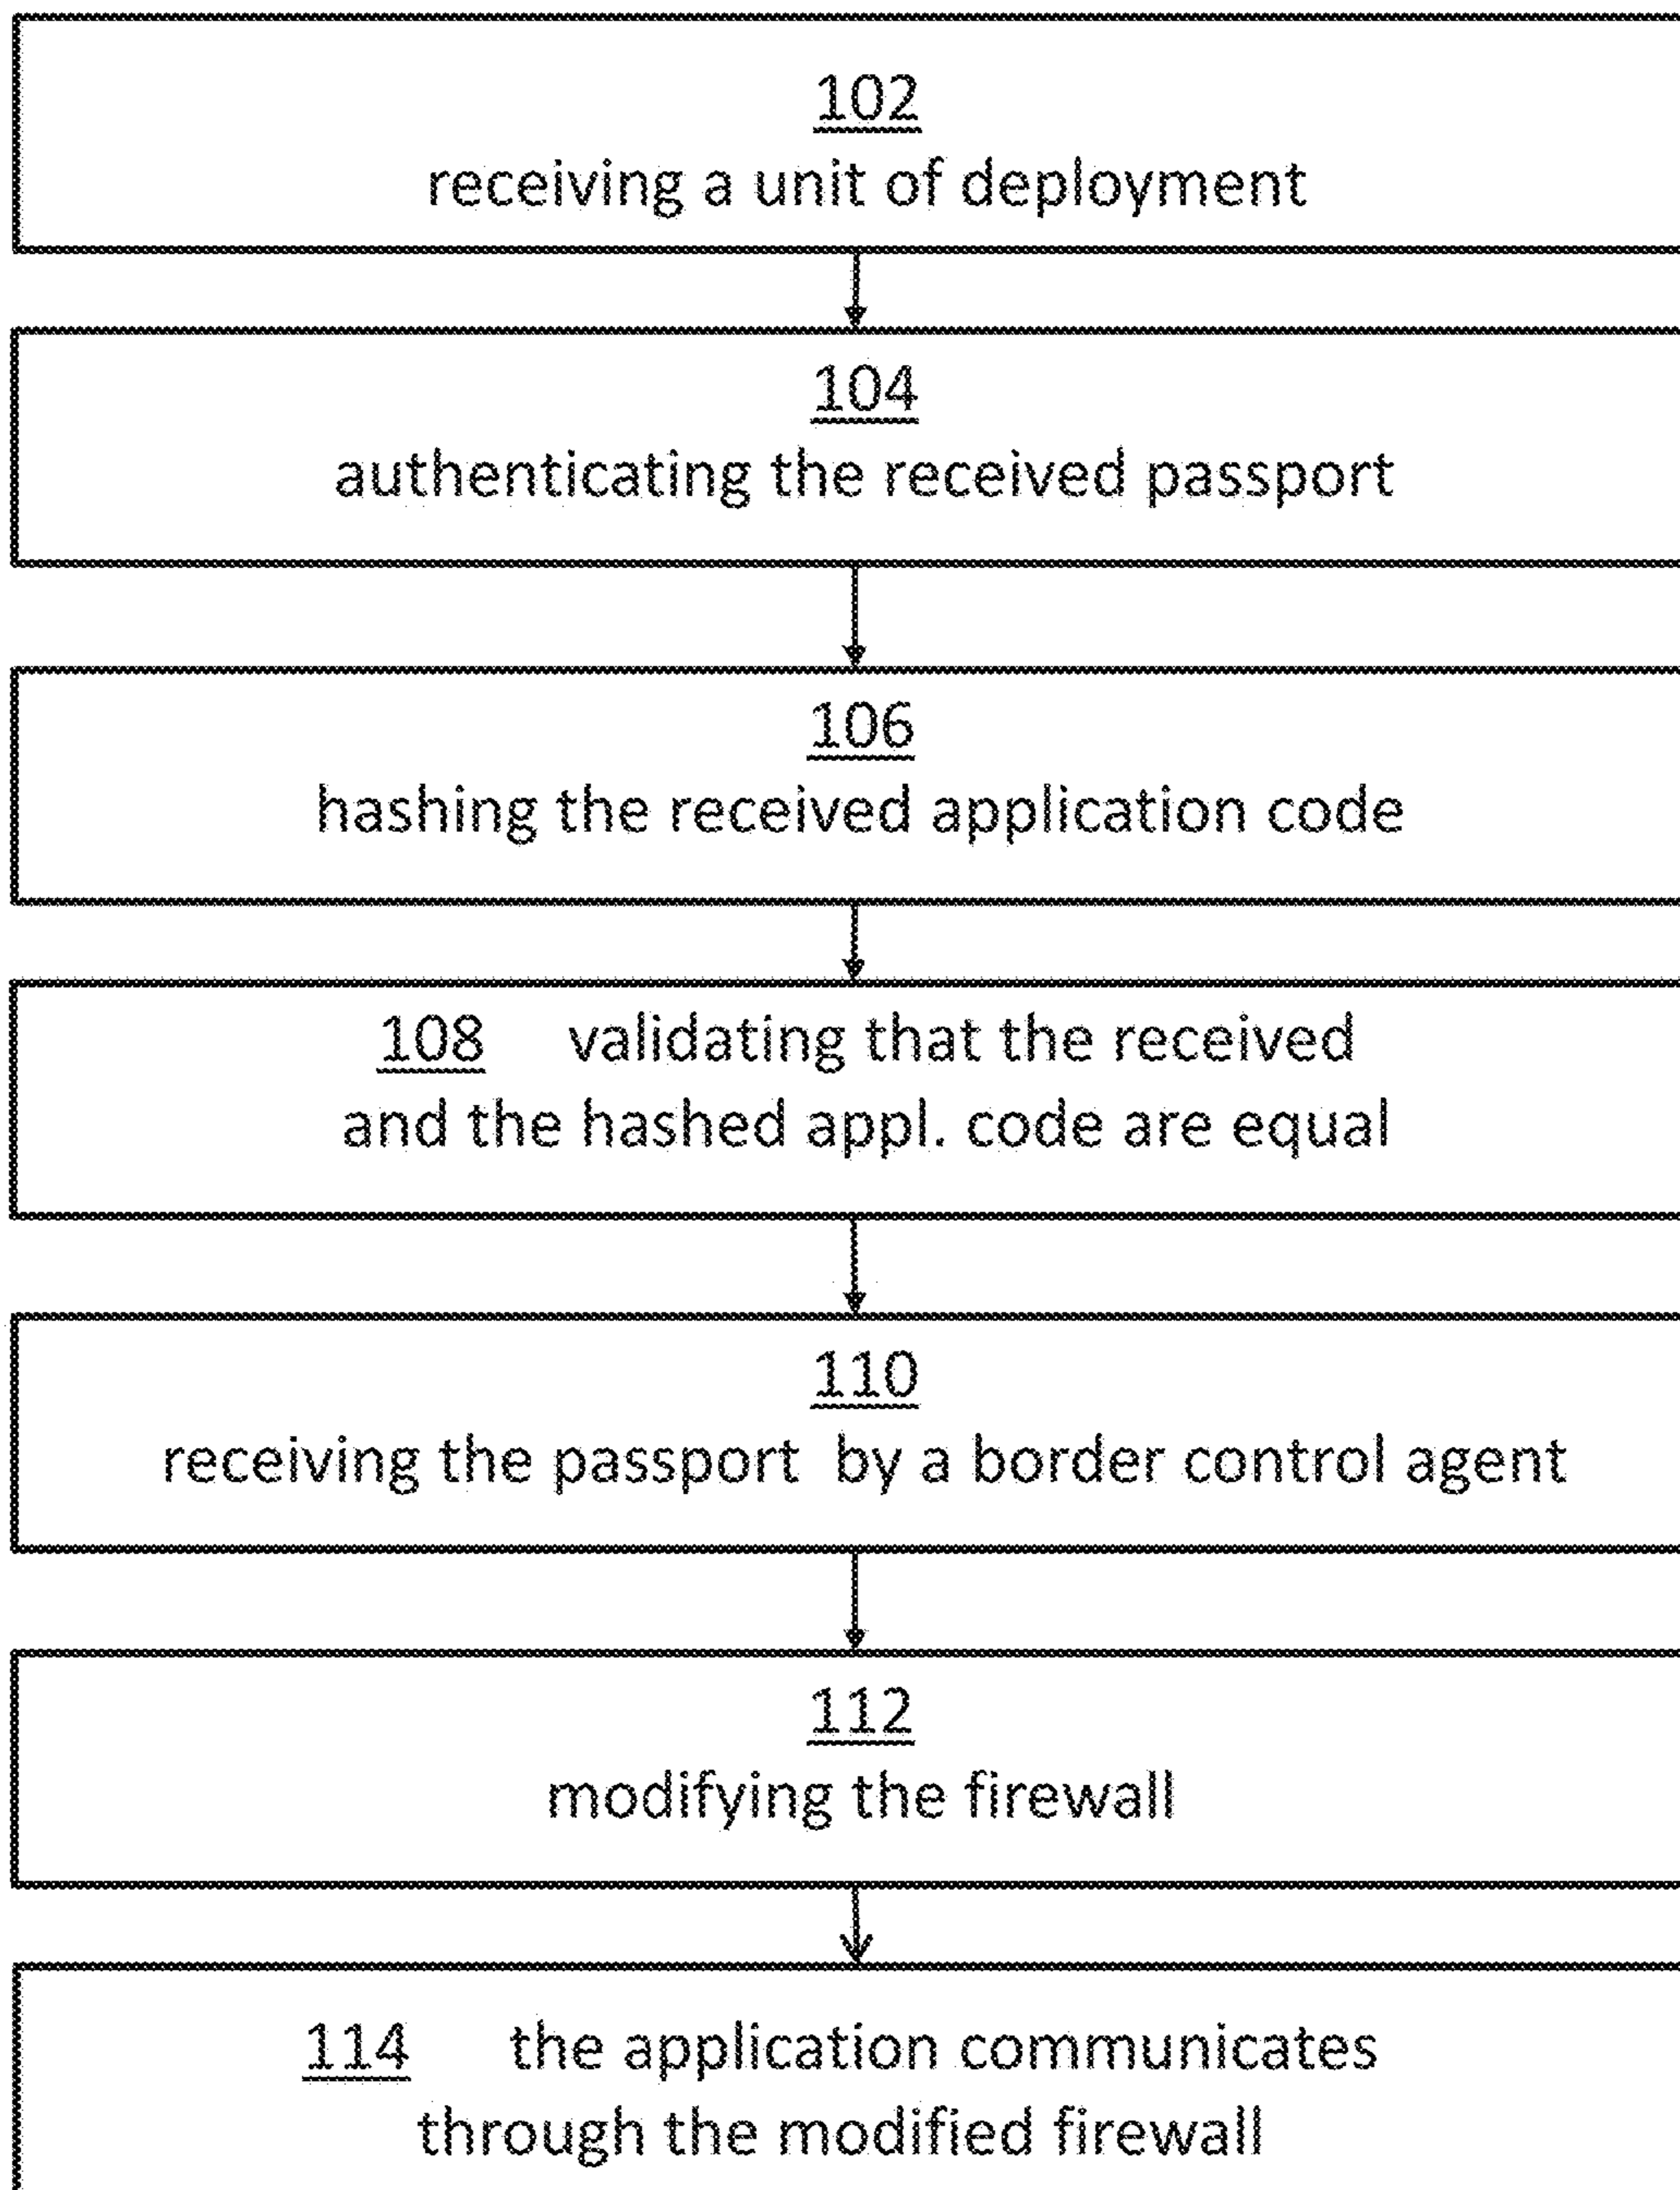 102
receiving a unit of deployment
104
authenticating the received passport
106
hashing the received application code
108 validating that the received
and the hashed appl. code are equal
110
receiving the passport by a border control agent
112
modifying the firewall
114 the application communicates
through the modified firewall